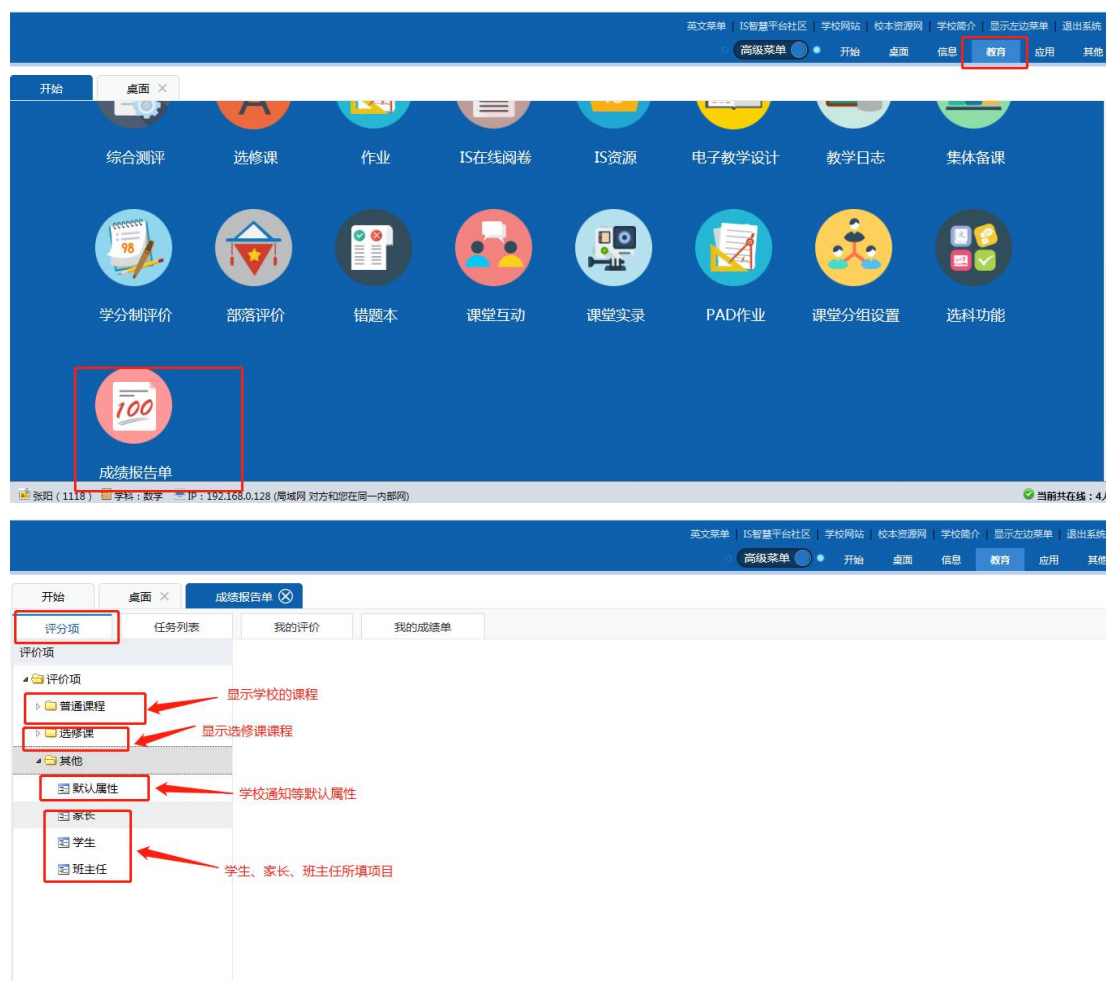 英文菜单 | IS智慧平台社区 | 学校网站 | 校本资源网 | 学校简介 | 显示左边菜单 | 退出系统
高级菜单 开始 桌面 信息 教育 应用 其他
开始 桌面
综合测评 选修课 作业 IS在线阅卷 IS资源 电子教学设计 教学日志 集体备课
98
学分制评价 部落评价 错题本 课堂互动 课堂实录 PAD作业 课堂分组设置 选科功能
100
成绩报告单
张阳（1118） 学科：数学 IP：192.168.0.128 (局域网 对方和您在同一内部网) 当前共在线：4人
英文菜单 | IS智慧平台社区 | 学校网站 | 校本资源网 | 学校简介 | 显示左边菜单 | 退出系统
高级菜单 开始 桌面 信息 教育 应用 其他
开始 桌面 成绩报告单
评分项 任务列表 我的评价 我的成绩单
评价项
评价项
普通课程 显示学校的课程
选修课 显示选修课课程
其他
默认属性 学校通知等默认属性
家长
学生
班主任 学生、家长、班主任所填项目